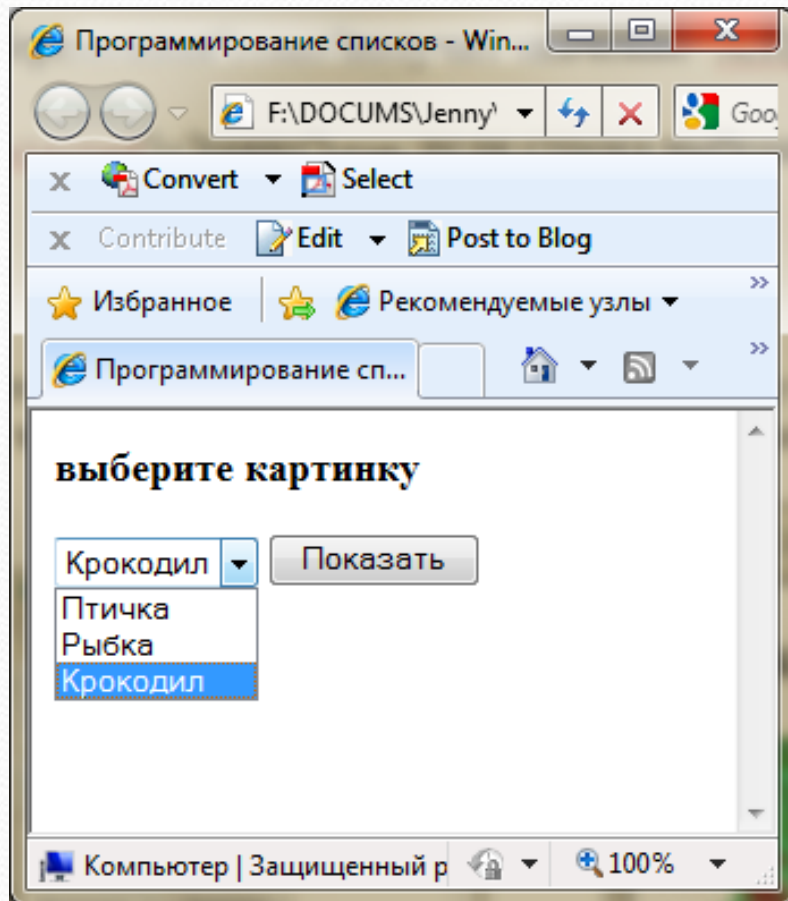 Программирование списков - Win...
F:\DOCUMS\Jenny\ Goo
x Convert Select
x Contribute Edit Post to Blog
Избранное Рекомендуемые узлы »
Программирование сп... »
выберите картинку
Крокодил Показать
Птичка
Рыбка
Крокодил
Компьютер | Защищенный р 100%